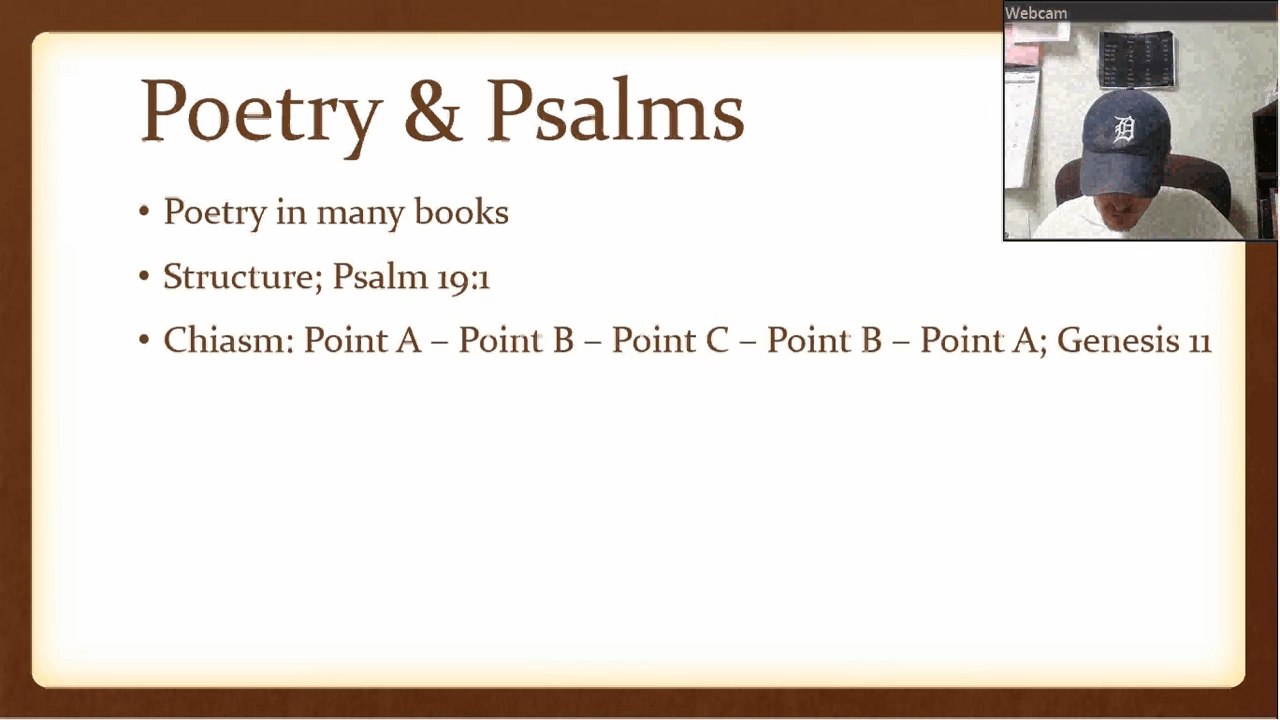 Webcam
Poetry & Psalms
• Poetry in many books
• Structure; Psalm 19:1
• Chiasm: Point A – Point B – Point C – Point B – Point A; Genesis 11
D